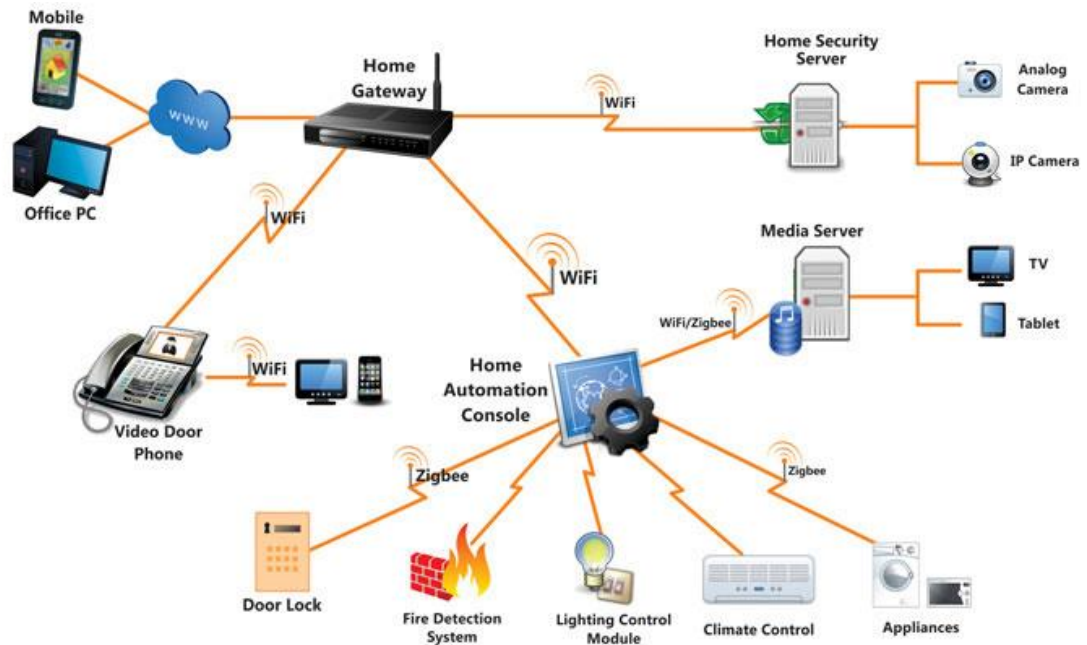 Mobile
Home
Gateway
Home Security
Server
WiFi
Analog
Camera
www
IP Camera
Office PC
WiFi
WiFi
Media Server
TV
WiFi/Zigbee
Tablet
WiFi
Home
Automation
Console
Video Door
Phone
Zigbee
Zigbee
Door Lock
Fire Detection
System
Lighting Control
Module
Climate Control
Appliances